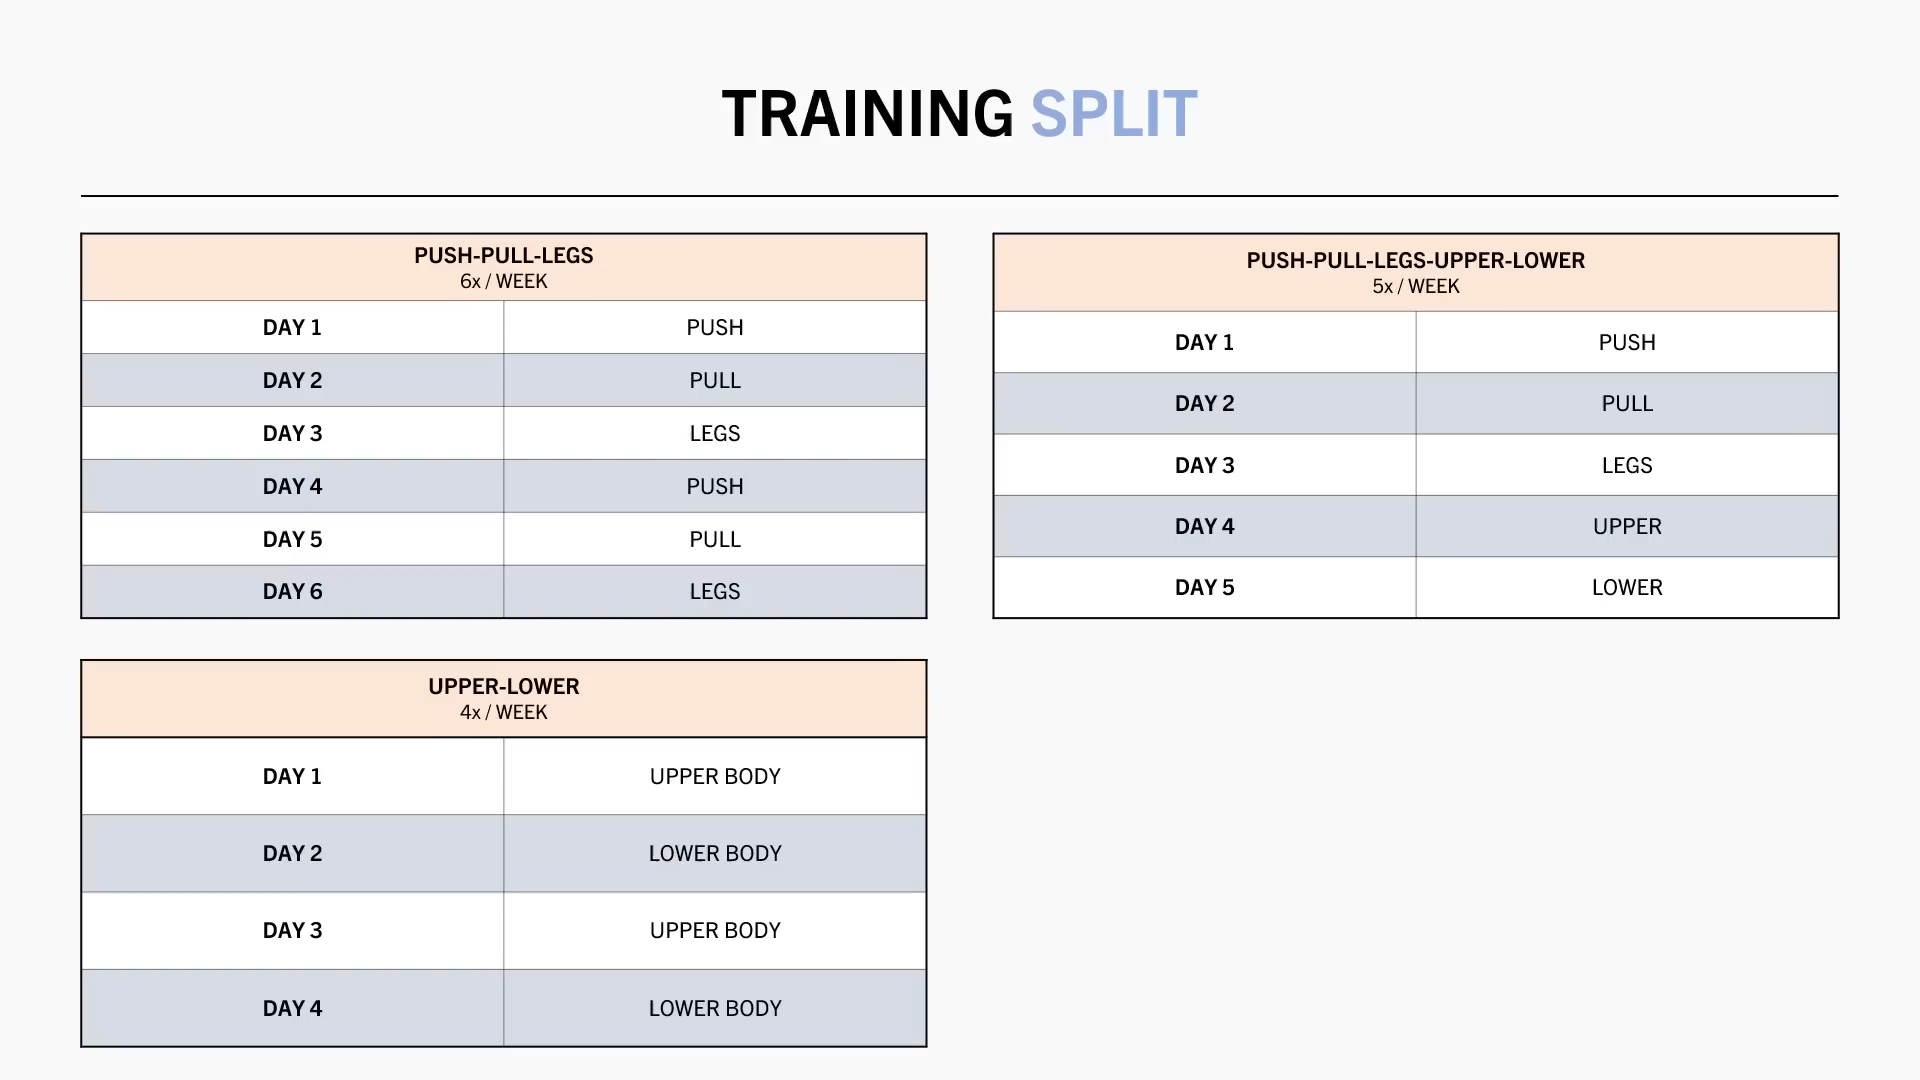 TRAINING SPLIT
PUSH-PULL-LEGS
6x / WEEK
DAY 1 PUSH
DAY 2 PULL
DAY 3 LEGS
DAY 4 PUSH
DAY 5 PULL
DAY 6 LEGS
PUSH-PULL-LEGS-UPPER-LOWER
5x / WEEK
DAY 1 PUSH
DAY 2 PULL
DAY 3 LEGS
DAY 4 UPPER
DAY 5 LOWER
UPPER-LOWER
4x / WEEK
DAY 1 UPPER BODY
DAY 2 LOWER BODY
DAY 3 UPPER BODY
DAY 4 LOWER BODY